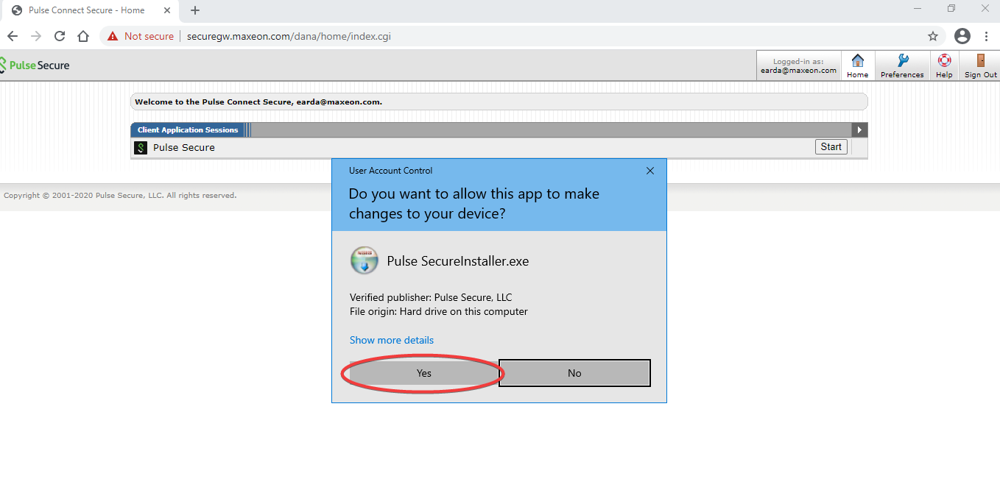 Pulse Connect Secure - Home
Not secure
securegw.maxeon.com/dana/home/index.cgi
Pulse Secure
Logged-in as:
earda@maxeon.com
Home
Preferences
Help
Sign Out
Welcome to the Pulse Connect Secure, earda@maxeon.com.
Client Application Sessions
Pulse Secure
Start
Copyright © 2001-2020 Pulse Secure, LLC. All rights reserved.
User Account Control
Do you want to allow this app to make
changes to your device?
Pulse SecureInstaller.exe
Verified publisher: Pulse Secure, LLC
File origin: Hard drive on this computer
Show more details
Yes
No